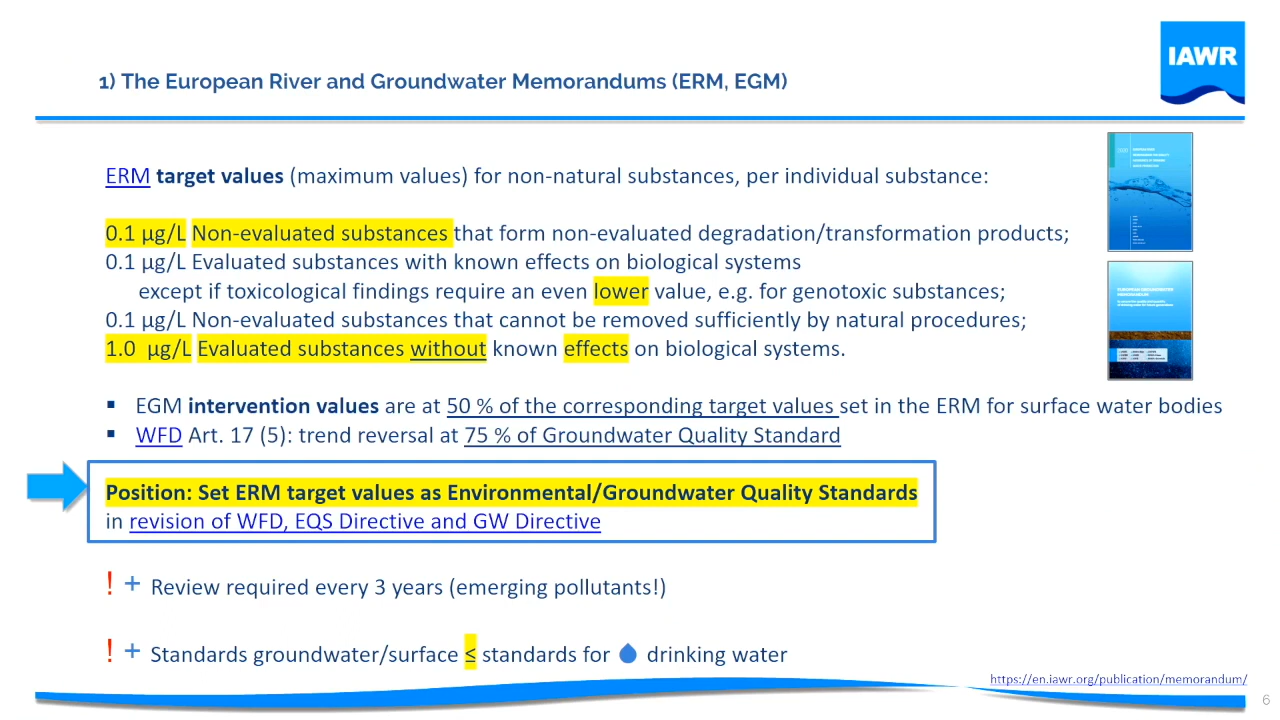 IAWR
1) The European River and Groundwater Memorandums (ERM, EGM)
ERM target values (maximum values) for non-natural substances, per individual substance:
0.1 µg/L Non-evaluated substances that form non-evaluated degradation/transformation products;
0.1 µg/L Evaluated substances with known effects on biological systems
except if toxicological findings require an even lower value, e.g. for genotoxic substances;
0.1 µg/L Non-evaluated substances that cannot be removed sufficiently by natural procedures;
1.0 µg/L Evaluated substances without known effects on biological systems.
▪ EGM intervention values are at 50 % of the corresponding target values set in the ERM for surface water bodies
▪ WFD Art. 17 (5): trend reversal at 75 % of Groundwater Quality Standard
Position: Set ERM target values as Environmental/Groundwater Quality Standards
in revision of WFD, EQS Directive and GW Directive
! + Review required every 3 years (emerging pollutants!)
! + Standards groundwater/surface ≤ standards for drinking water
https://en.iawr.org/publication/memorandum/
6
EUROPEAN GROUNDWATER
MEMORANDUM